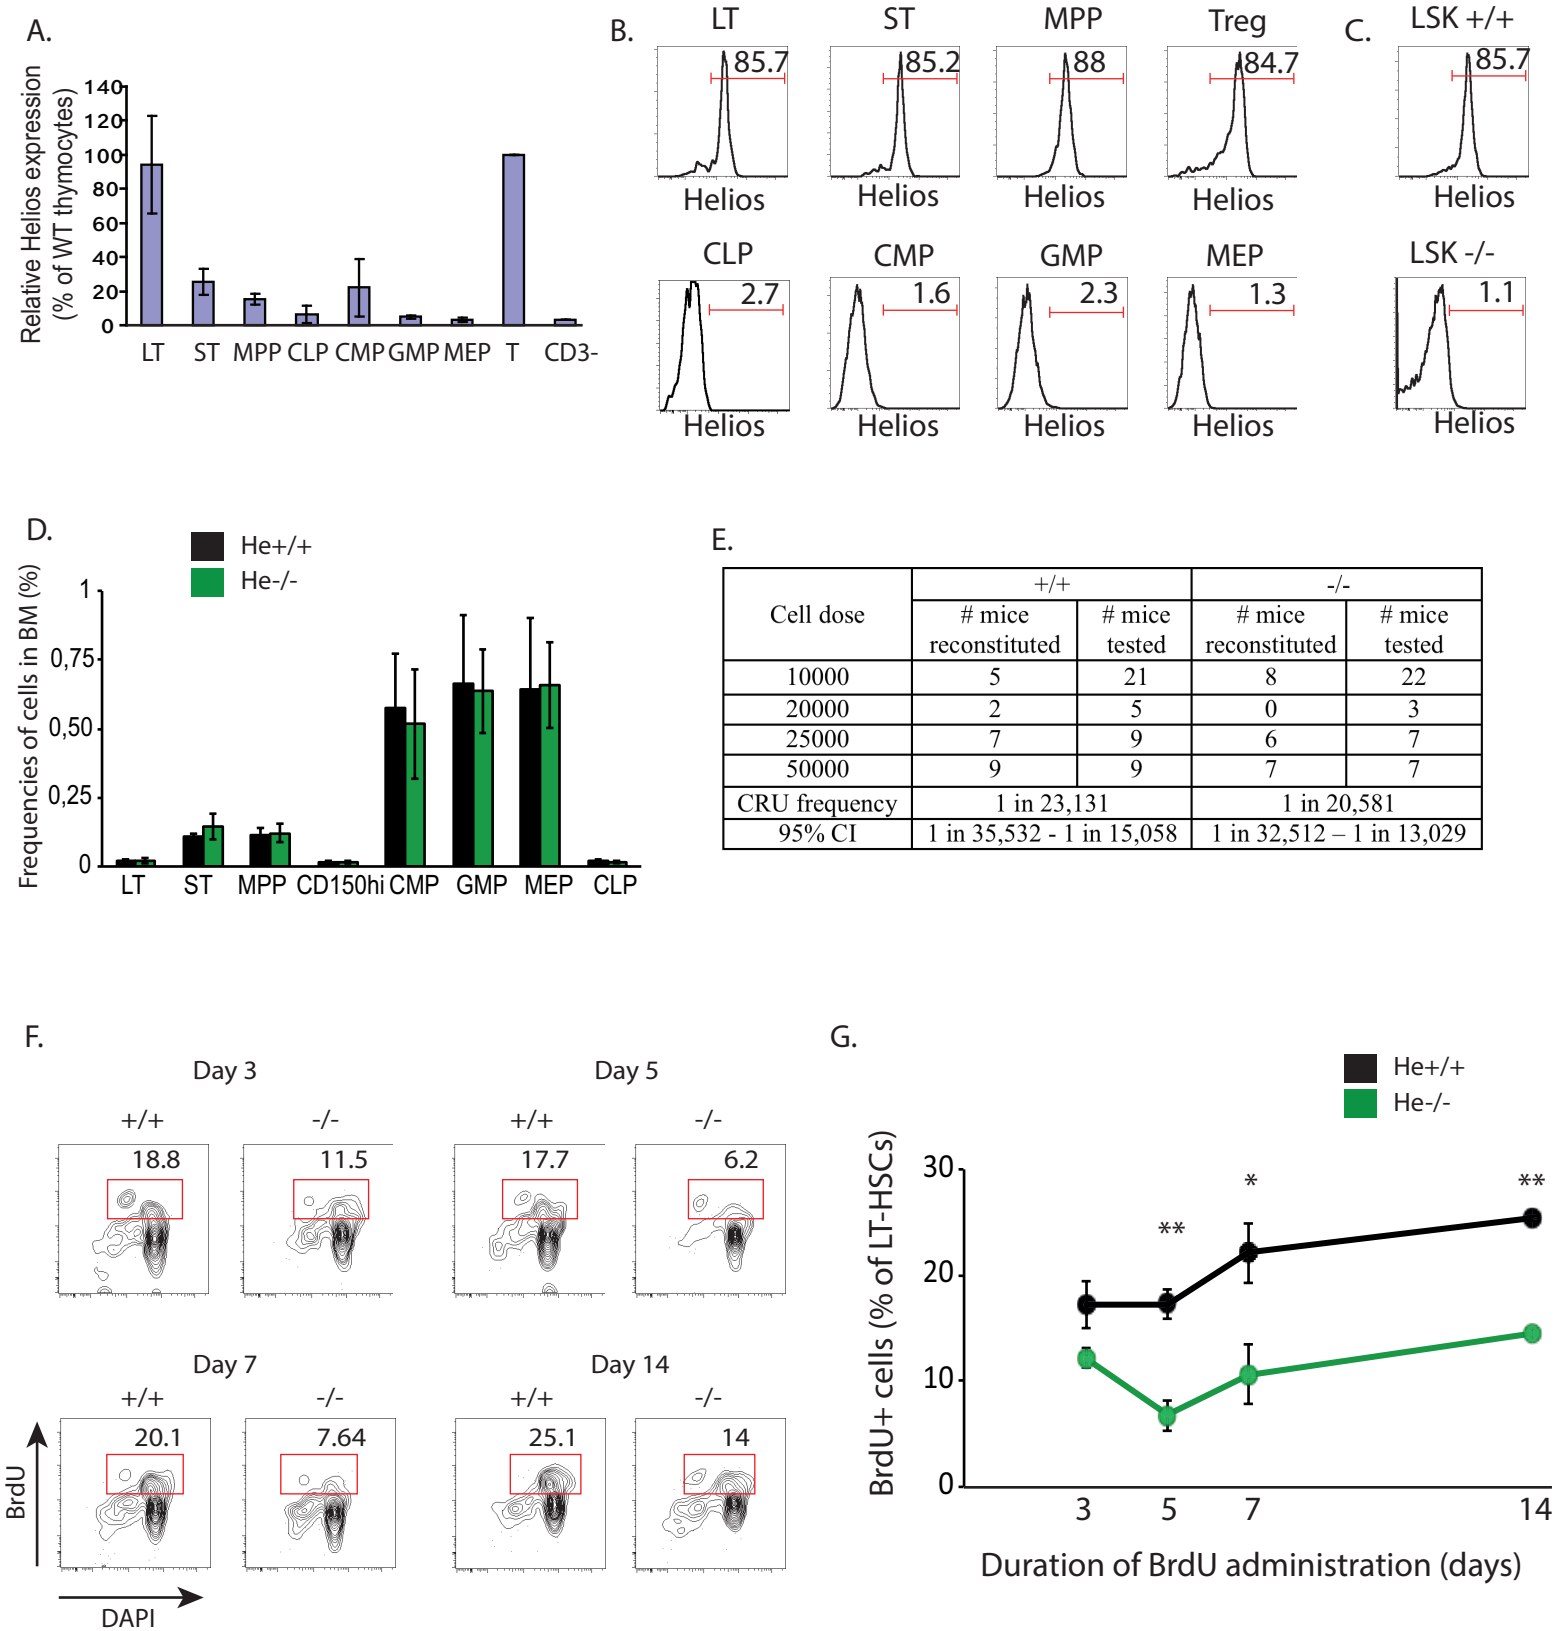 A.
Relative Helios expression
(% of WT thymocytes)
140
120
100
80
60
40
20
0
LT ST MPP CLP CMP GMP MEP T CD3-
B.
LT ST MPP Treg
85.7 85.2 88 84.7
Helios Helios Helios Helios
CLP CMP GMP MEP
2.7 1.6 2.3 1.3
Helios Helios Helios Helios
C.
LSK +/+
85.7
Helios
LSK -/-
1.1
Helios
D.
He+/+
He-/-
Frequencies of cells in BM (%)
1
0,75
0,50
0,25
0
LT ST MPP CD150hi CMP GMP MEP CLP
E.
+/+ -/-
Cell dose # mice reconstituted # mice tested # mice reconstituted # mice tested
10000 5 21 8 22
20000 2 5 0 3
25000 7 9 6 7
50000 9 9 7 7
CRU frequency 1 in 23,131 1 in 20,581
95% CI 1 in 35,532 - 1 in 15,058 1 in 32,512 – 1 in 13,029
F.
Day 3 Day 5
+/+ -/- +/+ -/-
18.8 11.5 17.7 6.2
Day 7 Day 14
+/+ -/- +/+ -/-
20.1 7.64 25.1 14
BrdU
DAPI
G.
He+/+
He-/-
BrdU+ cells (% of LT-HSCs)
30
20
10
0
** * **
3 5 7 14
Duration of BrdU administration (days)